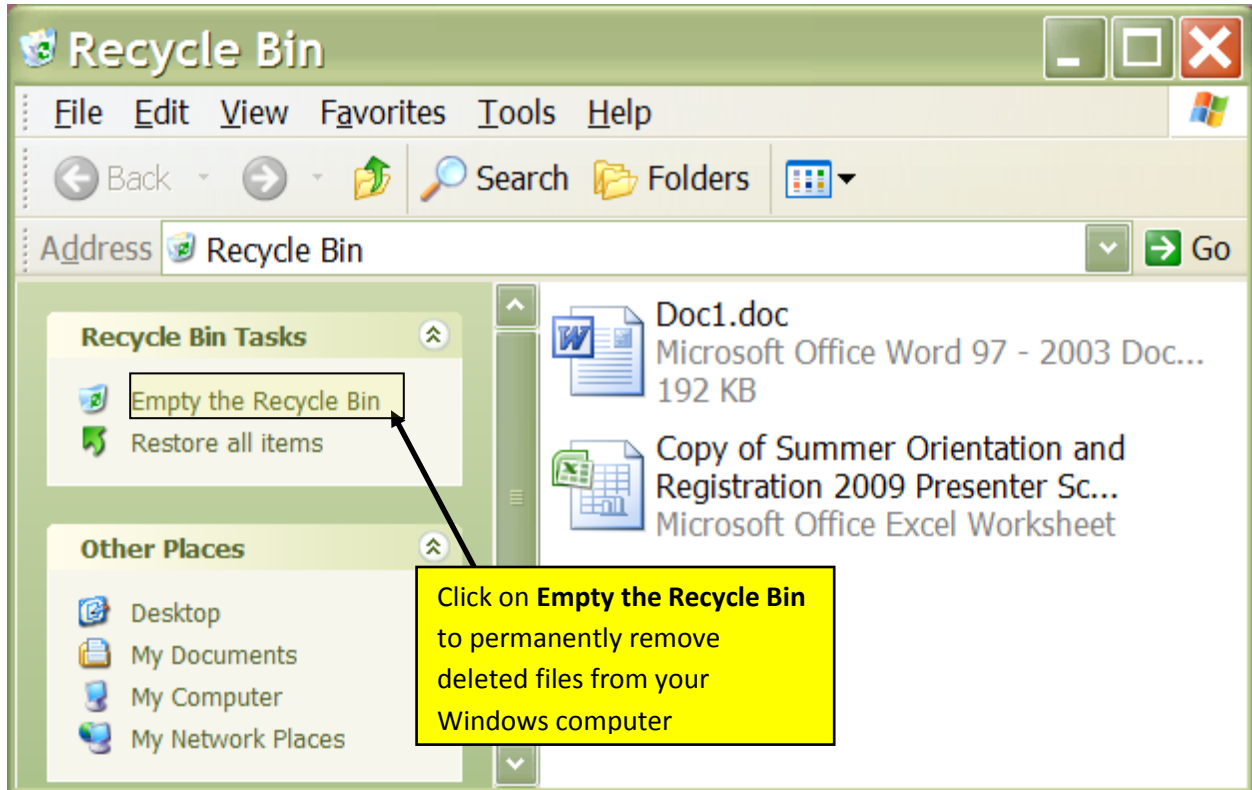 Recycle Bin
File Edit View Favorites Tools Help
Back Search Folders
Address Recycle Bin Go
Recycle Bin Tasks
Empty the Recycle Bin
Restore all items
Other Places
Desktop
My Documents
My Computer
My Network Places
Doc1.doc
Microsoft Office Word 97 - 2003 Doc...
192 KB
Copy of Summer Orientation and
Registration 2009 Presenter Sc...
Microsoft Office Excel Worksheet
Click on Empty the Recycle Bin
to permanently remove
deleted files from your
Windows computer